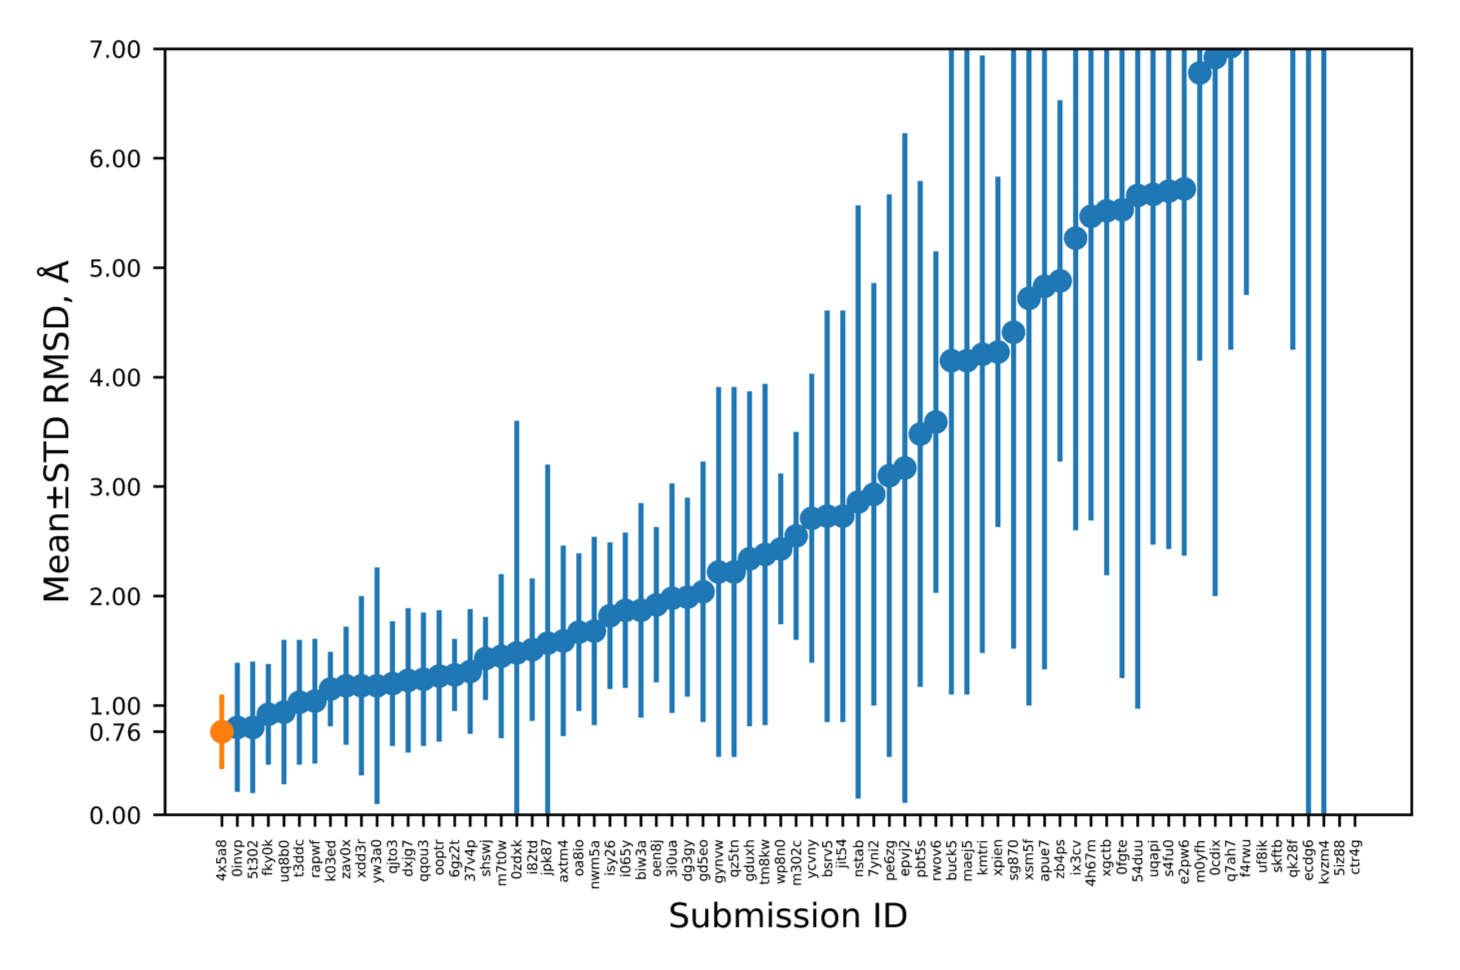 7.00
6.00
5.00
4.00
3.00
2.00
1.00
0.76
0.00
Mean±STD RMSD, Å
4x5a8
0invp
5t302
fky0k
uq8b0
t3ddc
rapwf
k03ed
zav0x
xdd3r
yw3a0
qjto3
dxig7
qqou3
ooptr
6gz2t
37v4p
shswj
m7t0w
0zdxk
i82td
jpk87
axtm4
oa8io
nwm5a
isy26
i065y
biw3a
oen8j
3i0ua
dg3gy
gd5eo
gynvw
qz5tn
gduxh
tm8kw
wp8n0
m302c
ycvny
bsrv5
jit54
nstab
7yni2
pe6zg
epvj2
pbt5s
rwov6
buck5
maej5
kmtri
xpien
sg870
xsn5f
apue7
zb4ps
ix3cv
4h67m
xgctb
0fgte
54duu
uqapi
s4fu0
e2pw6
m0yfh
0cdix
q7ah7
f4rwu
uf8ik
skftb
qk28f
ecdg6
kvzm4
5iz88
ctr4g
Submission ID